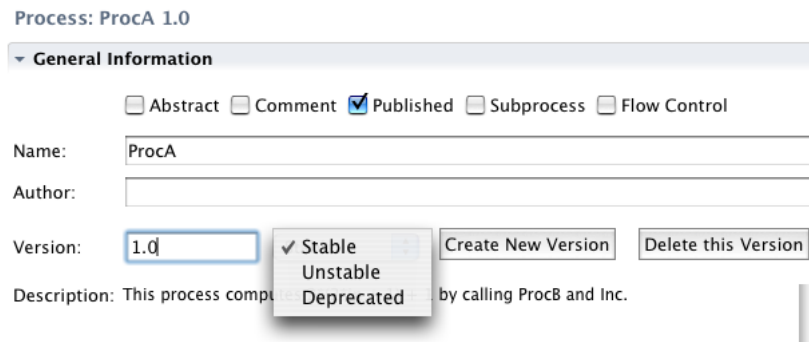 Process: ProcA 1.0
General Information
Abstract Comment Published Subprocess Flow Control
Name: ProcA
Author:
Version: 1.0 Stable Create New Version Delete this Version
Unstable
Deprecated
Description: This process by calling ProcB and Inc.